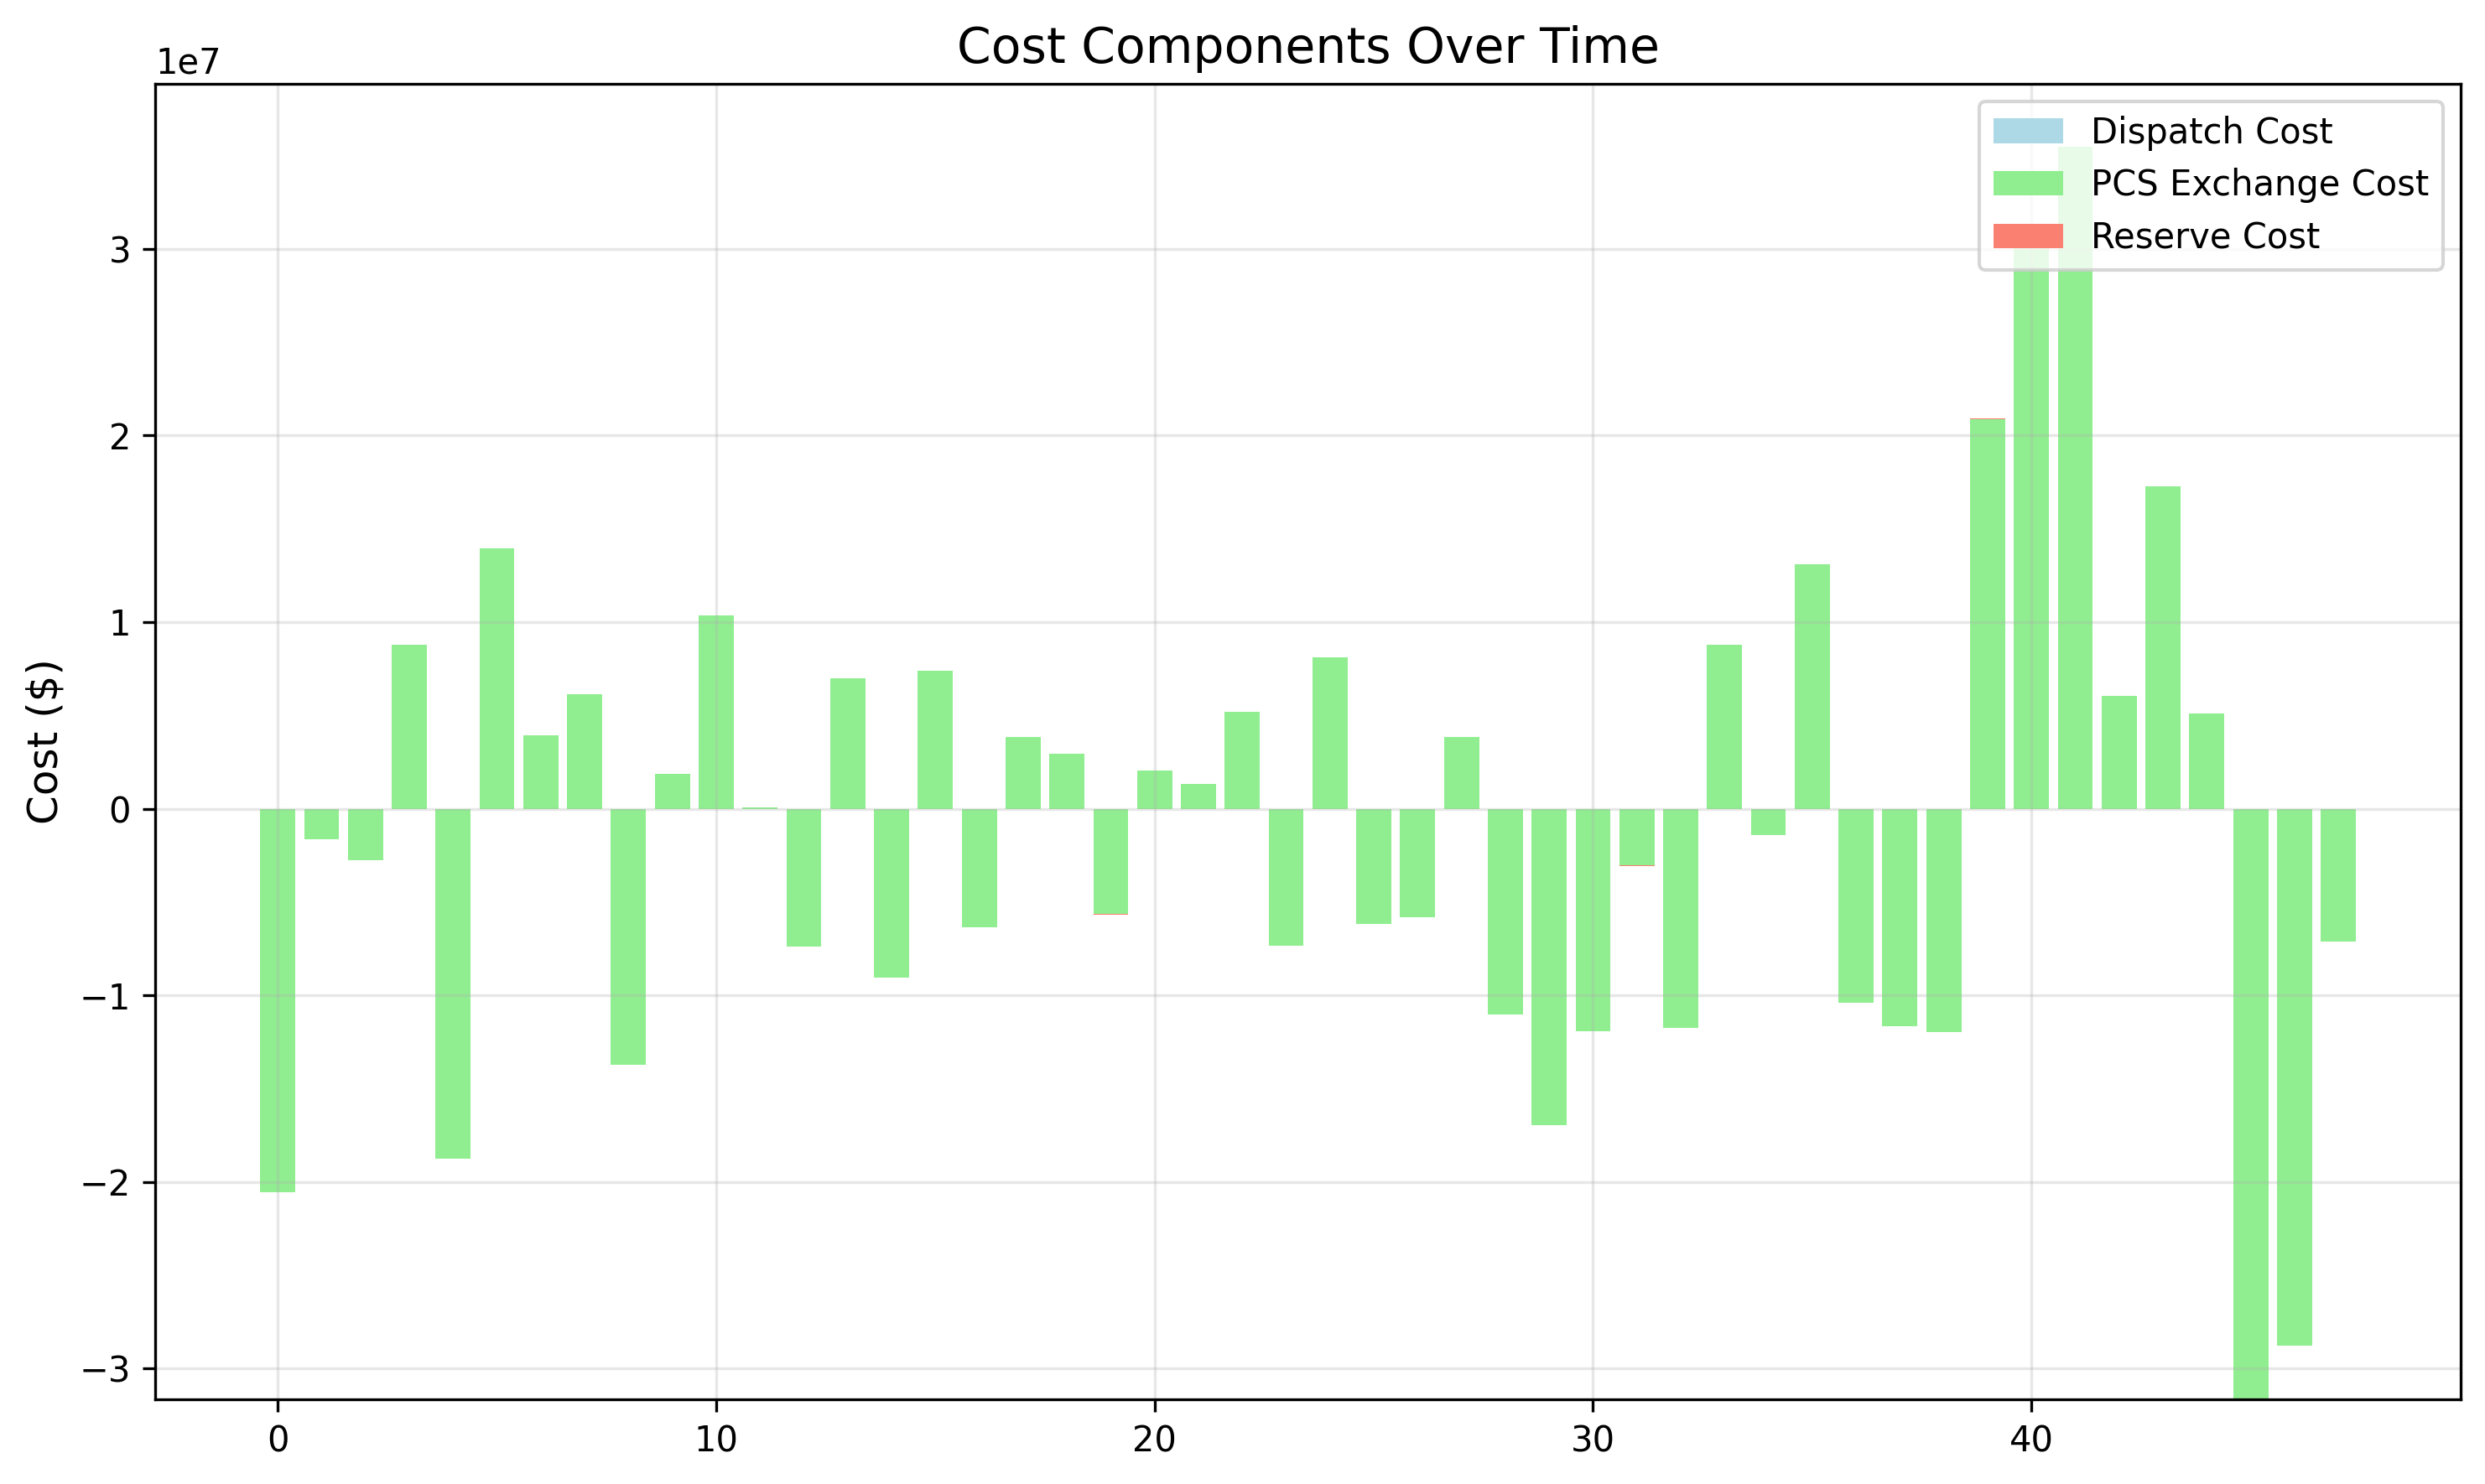 Cost Components Over Time
1e7
Dispatch Cost
PCS Exchange Cost
Reserve Cost
3
2
1
0
−1
−2
−3
Cost ($)
0 10 20 30 40